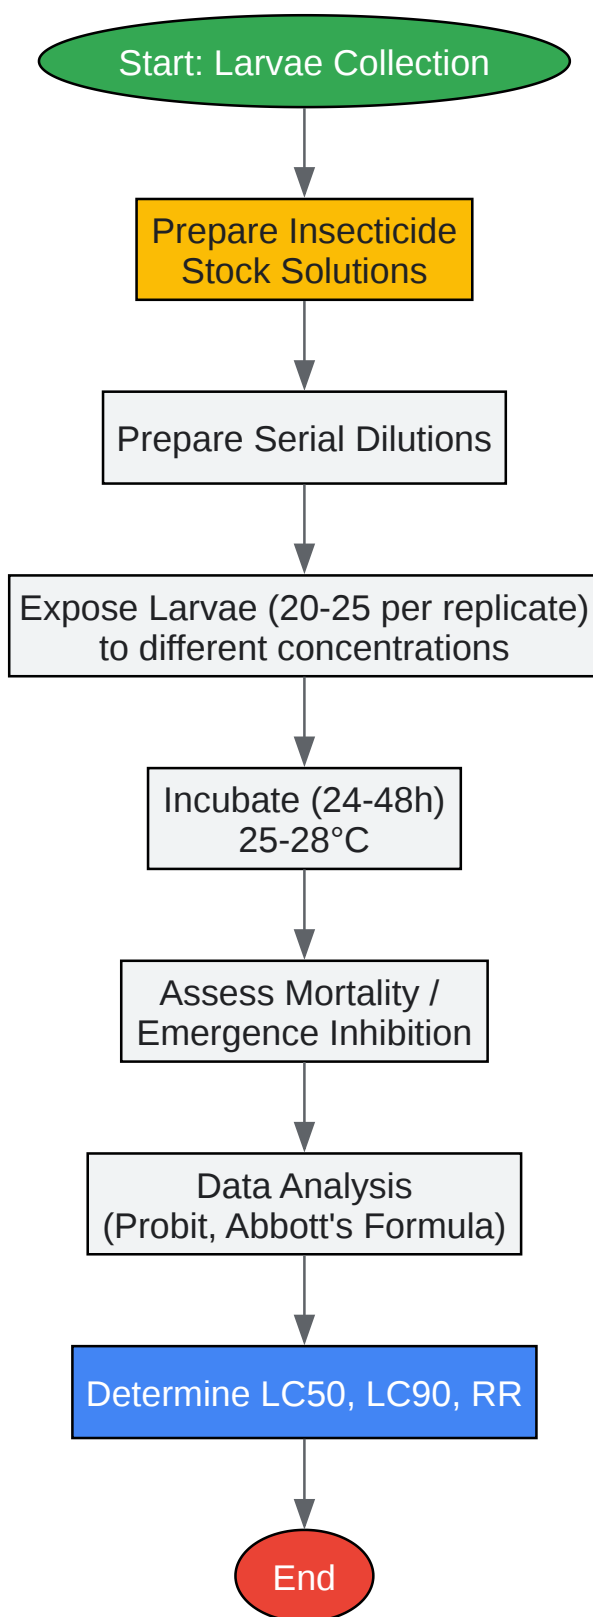 Start: Larvae Collection
Prepare Insecticide
Stock Solutions
Prepare Serial Dilutions
Expose Larvae (20-25 per replicate)
to different concentrations
Incubate (24-48h)
25-28°C
Assess Mortality /
Emergence Inhibition
Data Analysis
(Probit, Abbott's Formula)
Determine LC50, LC90, RR
End